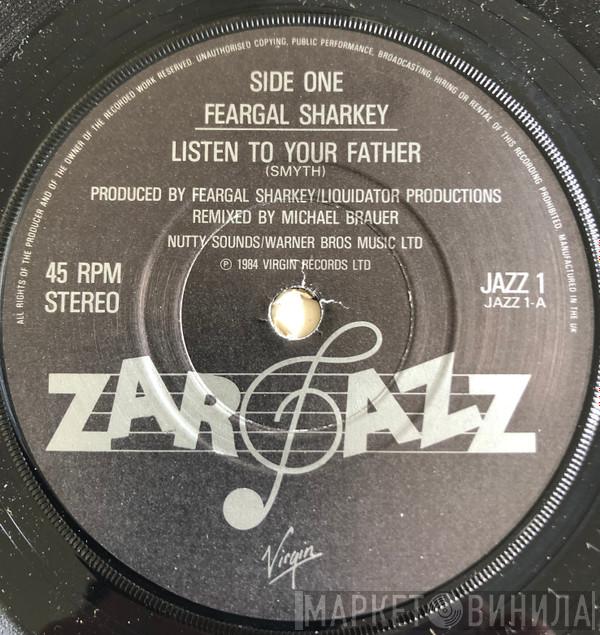 ALL RIGHTS OF THE PRODUCER AND OF THE OWNER OF THE RECORDED WORK RESERVED. UNAUTHORISED COPYING, PUBLIC PERFORMANCE, BROADCASTING, HIRING OR RENTAL OF THIS RECORDING PROHIBITED. MANUFACTURED IN THE UK
SIDE ONE
FEARGAL SHARKEY
LISTEN TO YOUR FATHER
(SMYTH)
PRODUCED BY FEARGAL SHARKEY/LIQUIDATOR PRODUCTIONS
REMIXED BY MICHAEL BRAUER
NUTTY SOUNDS/WARNER BROS MUSIC LTD
℗ 1984 VIRGIN RECORDS LTD
45 RPM
STEREO
JAZZ 1
JAZZ 1-A
ZARJAZZ
Virgin
МАРКЕТ ВИНИЛА